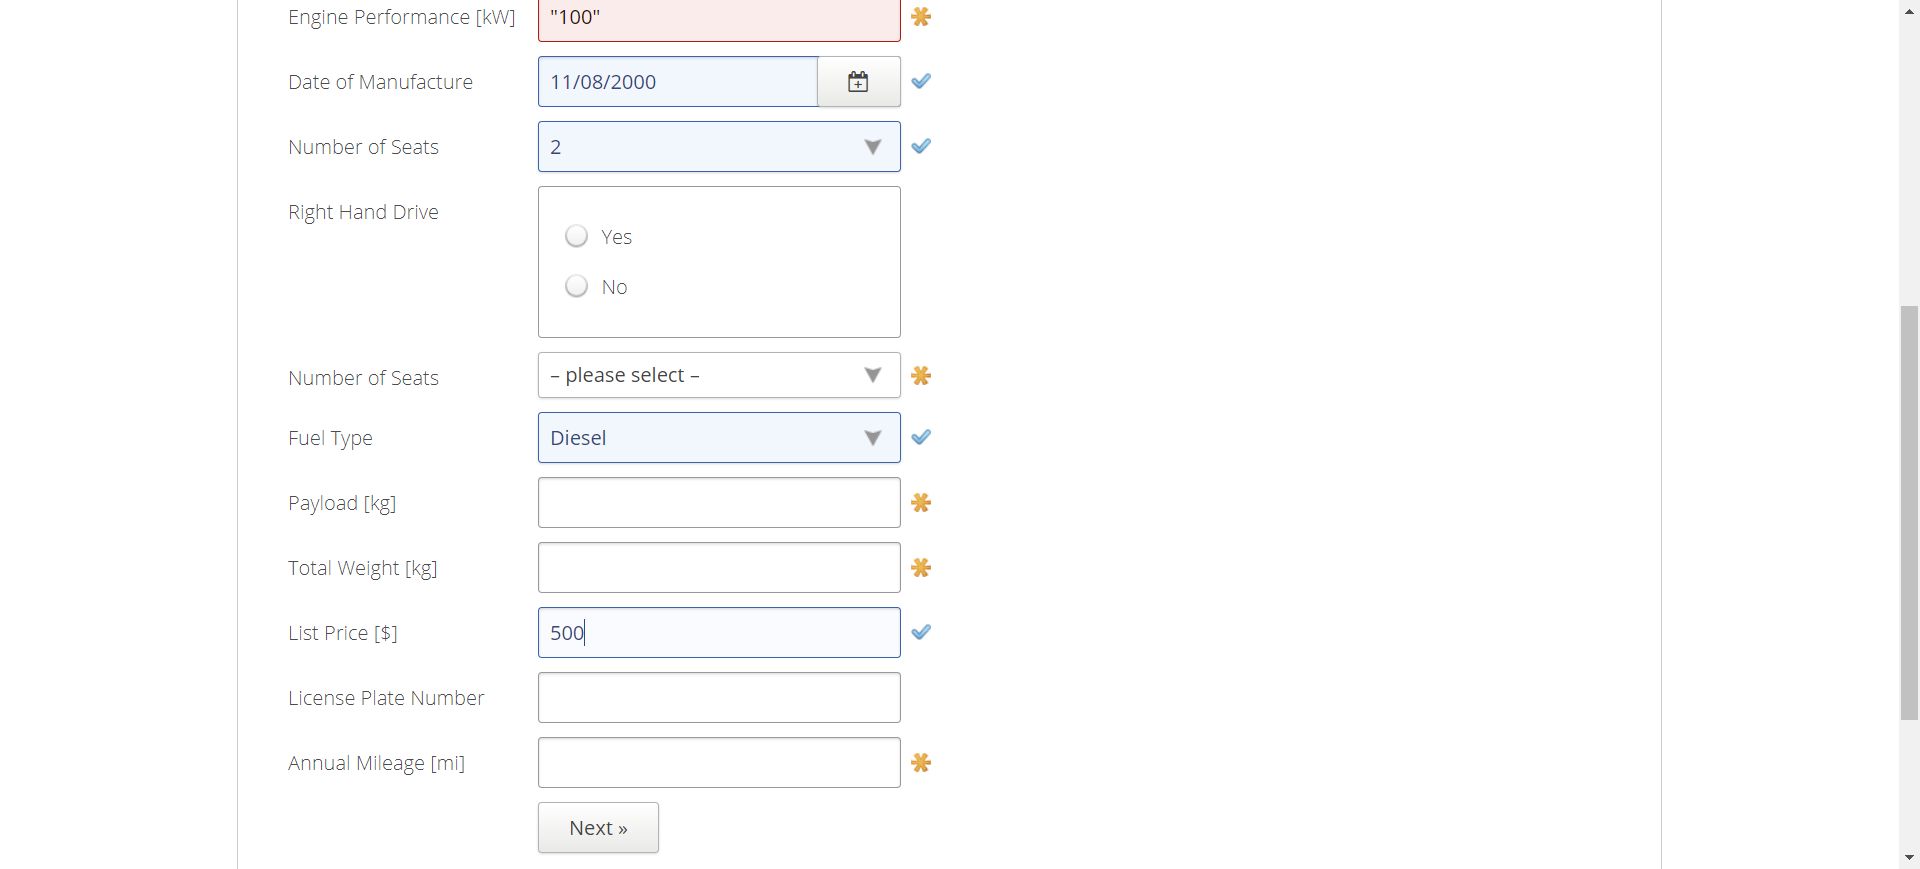 Engine Performance [kW] "100"
Date of Manufacture 11/08/2000
Number of Seats 2
Right Hand Drive
Yes
No
Number of Seats – please select –
Fuel Type Diesel
Payload [kg]
Total Weight [kg]
List Price [$] 500
License Plate Number
Annual Mileage [mi]
Next »